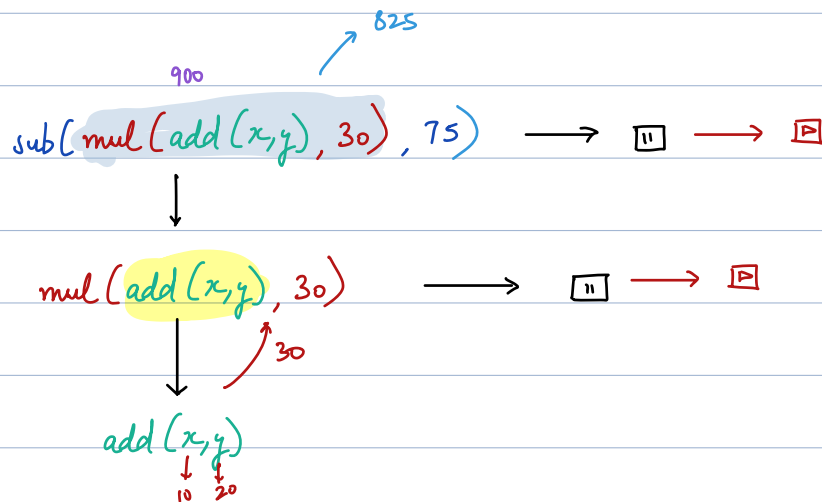 825
900
sub(mul(add(x,y), 30), 75)
mul(add(x,y), 30)
30
add(x,y)
10 20